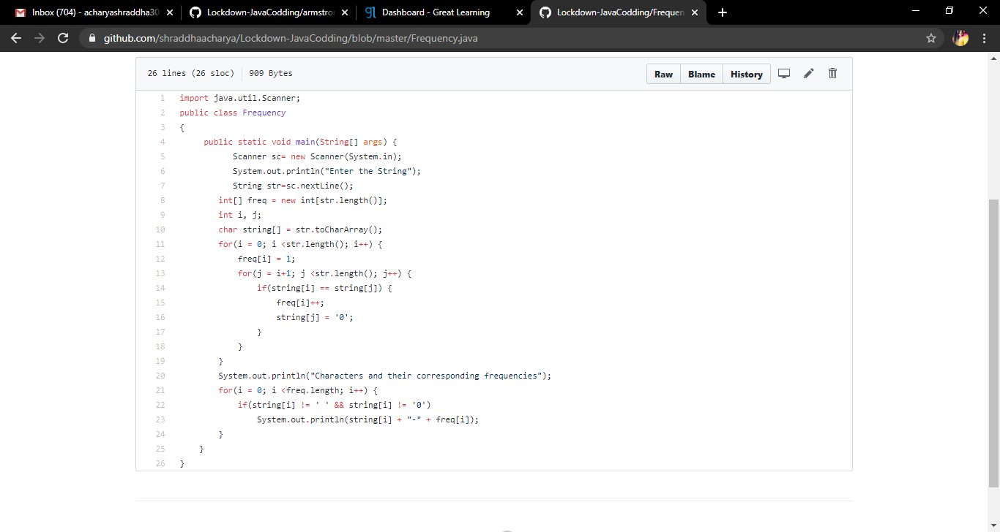 Inbox (704) - acharyashraddha30
Lockdown-JavaCodding/armstror
gl Dashboard - Great Learning
Lockdown-JavaCodding/Frequen
github.com/shraddhaacharya/Lockdown-JavaCodding/blob/master/Frequency.java
26 lines (26 sloc) 909 Bytes
Raw Blame History
1 import java.util.Scanner;
2 public class Frequency
3 {
4 public static void main(String[] args) {
5 Scanner sc= new Scanner(System.in);
6 System.out.println("Enter the String");
7 String str=sc.nextLine();
8 int[] freq = new int[str.length()];
9 int i, j;
10 char string[] = str.toCharArray();
11 for(i = 0; i <str.length(); i++) {
12 freq[i] = 1;
13 for(j = i+1; j <str.length(); j++) {
14 if(string[i] == string[j]) {
15 freq[i]++;
16 string[j] = '0';
17 }
18 }
19 }
20 System.out.println("Characters and their corresponding frequencies");
21 for(i = 0; i <freq.length; i++) {
22 if(string[i] != ' ' && string[i] != '0')
23 System.out.println(string[i] + "-" + freq[i]);
24 }
25 }
26 }